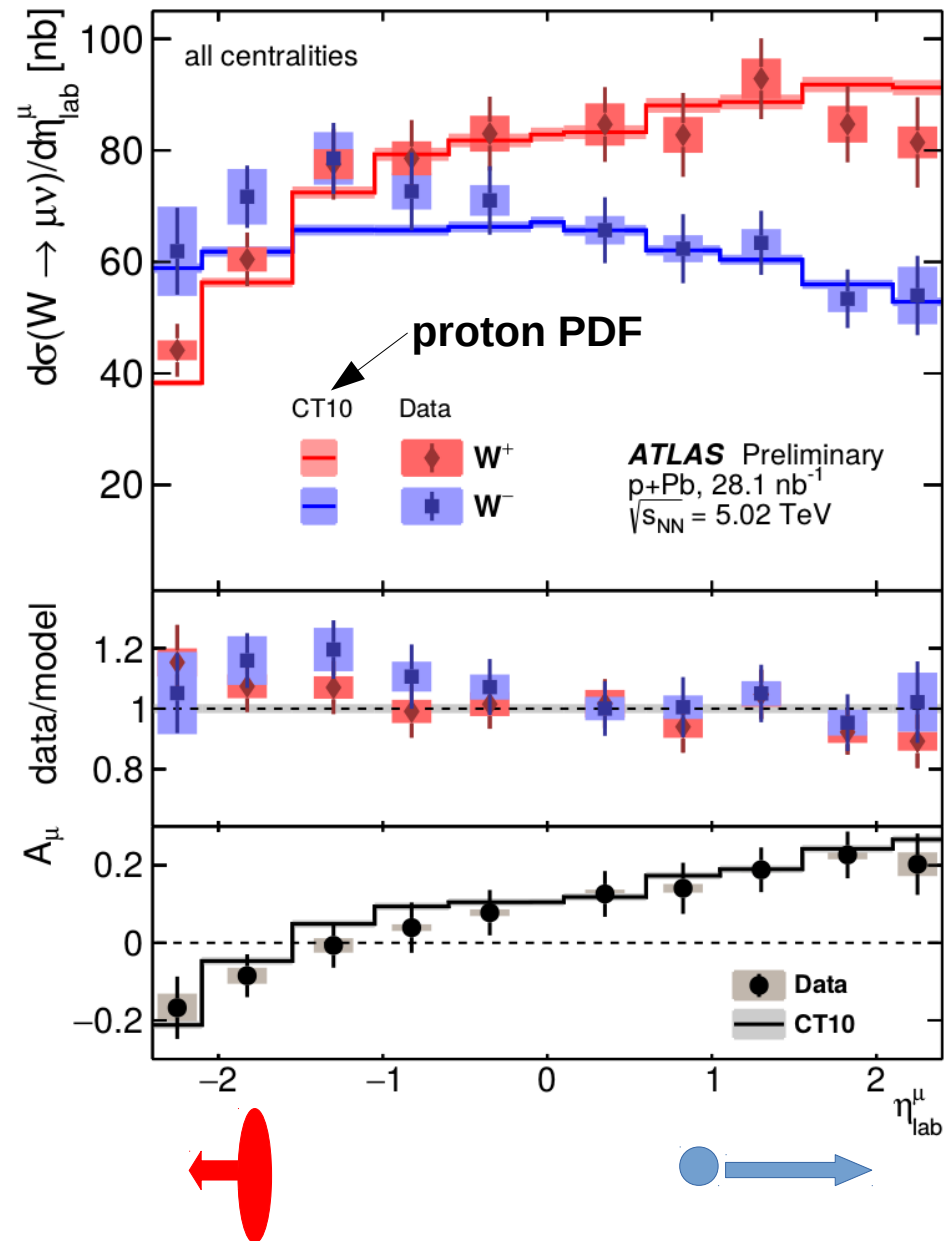 dσ(W → μν)/dη^μ_lab [nb]
100
all centralities
80
60
proton PDF
40
CT10 Data
W⁺
W⁻
ATLAS Preliminary
p+Pb, 28.1 nb⁻¹
√s_NN = 5.02 TeV
20
data/model
1.2
1
0.8
A_μ
0.2
0
−0.2
Data
CT10
−2 −1 0 1 2
η^μ_lab